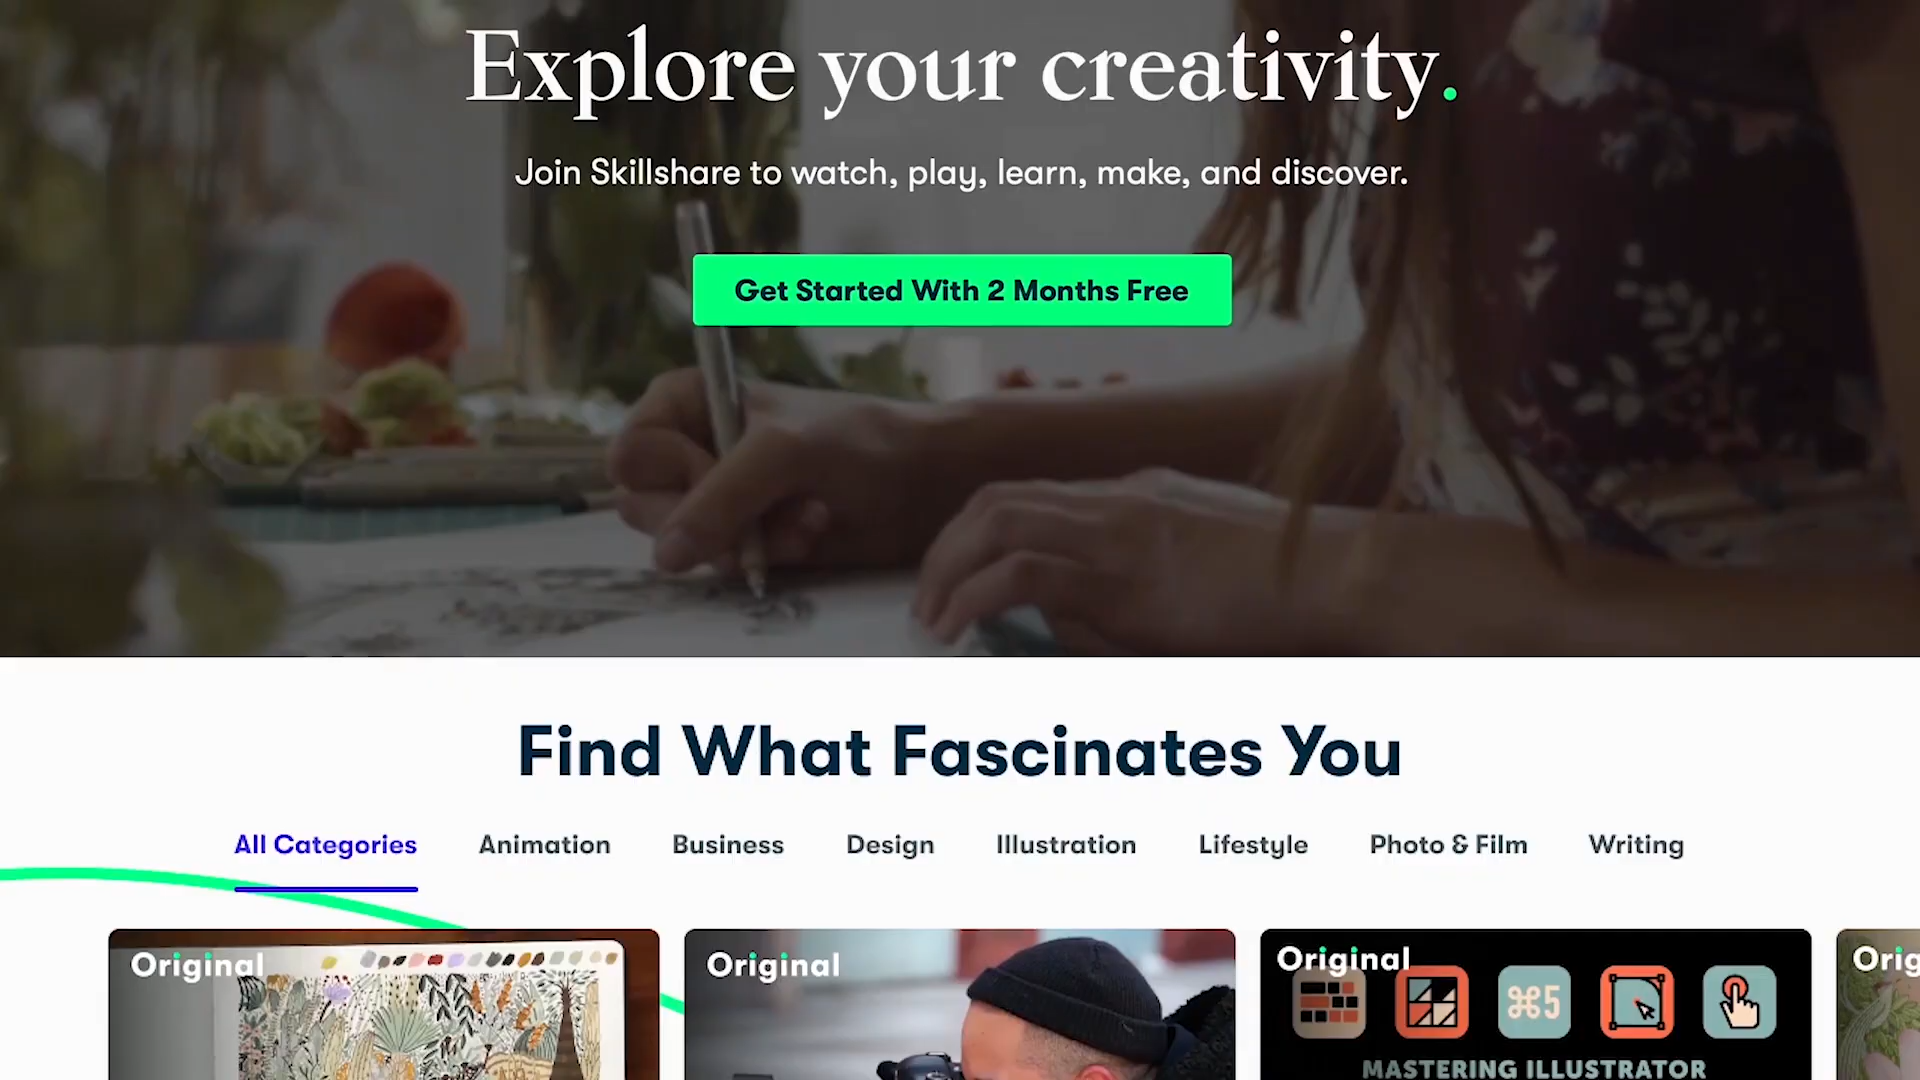 Explore your creativity.
Join Skillshare to watch, play, learn, make, and discover.
Get Started With 2 Months Free
Find What Fascinates You
All Categories Animation Business Design Illustration Lifestyle Photo & Film Writing
Original Original Original Orig
⌘5
MASTERING ILLUSTRATOR